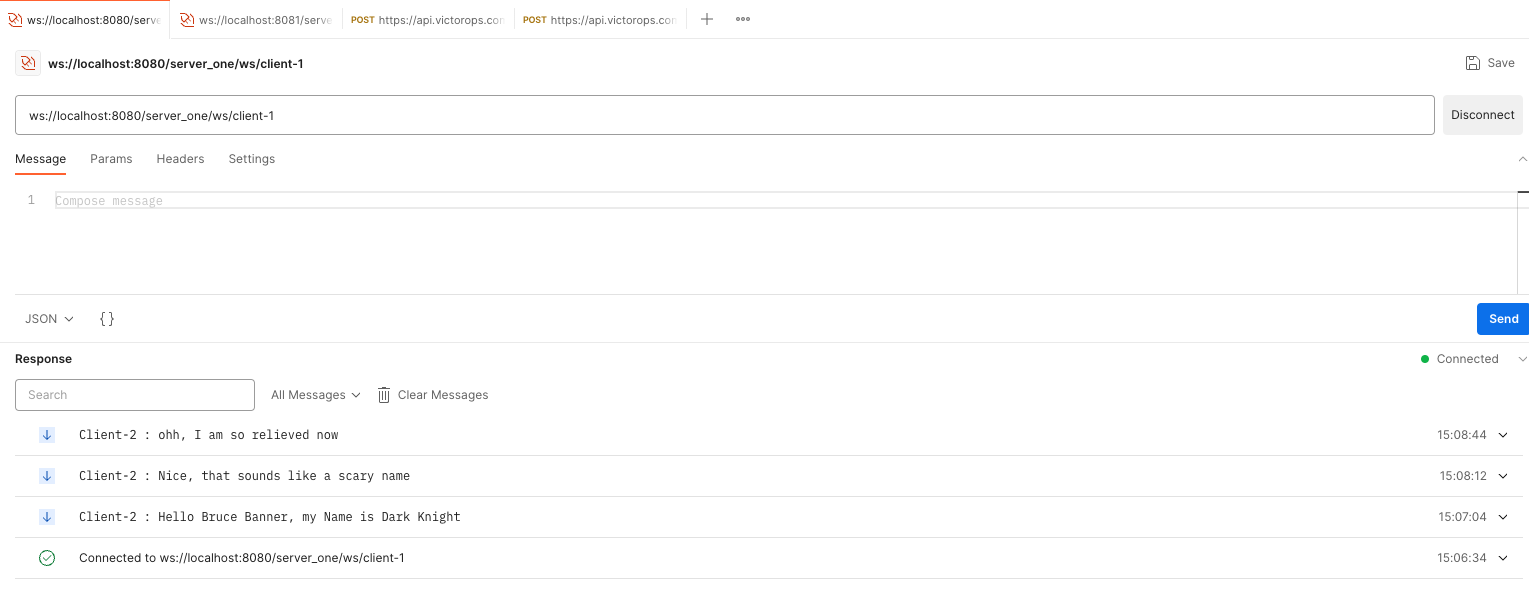 ws://localhost:8080/serve ws://localhost:8081/serve POST https://api.victorops.com POST https://api.victorops.com
ws://localhost:8080/server_one/ws/client-1 Save
ws://localhost:8080/server_one/ws/client-1 Disconnect
Message Params Headers Settings
1 Compose message
JSON {} Send
Response Connected
Search All Messages Clear Messages
Client-2 : ohh, I am so relieved now 15:08:44
Client-2 : Nice, that sounds like a scary name 15:08:12
Client-2 : Hello Bruce Banner, my Name is Dark Knight 15:07:04
Connected to ws://localhost:8080/server_one/ws/client-1 15:06:34